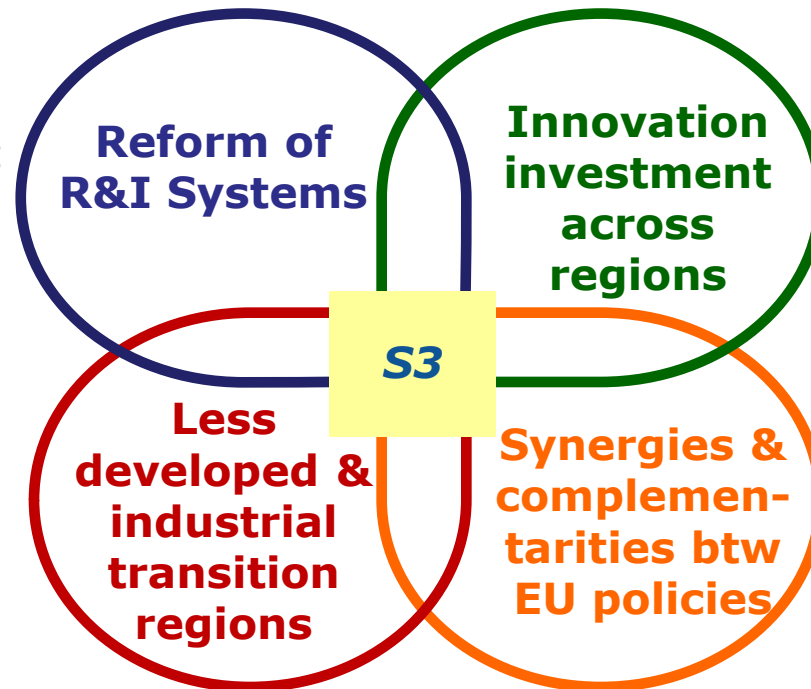 Reform of
R&I Systems
Innovation
investment
across
regions
S3
Less
developed &
industrial
transition
regions
Synergies &
complemen-
tarities btw
EU policies